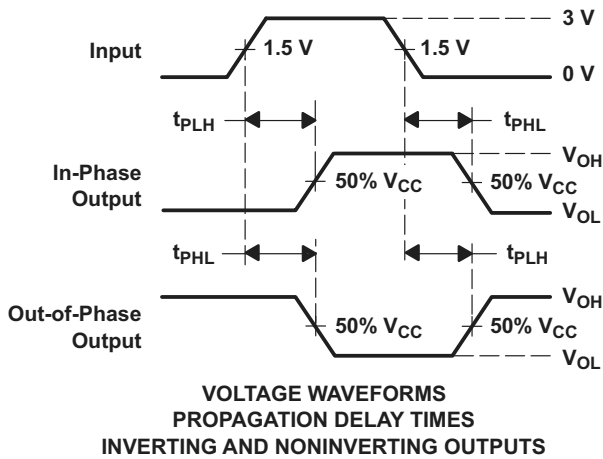 3 V
Input
1.5 V
1.5 V
0 V
tPLH
tPHL
In-Phase
Output
VOH
50% VCC
50% VCC
VOL
tPHL
tPLH
Out-of-Phase
Output
VOH
50% VCC
50% VCC
VOL
VOLTAGE WAVEFORMS
PROPAGATION DELAY TIMES
INVERTING AND NONINVERTING OUTPUTS